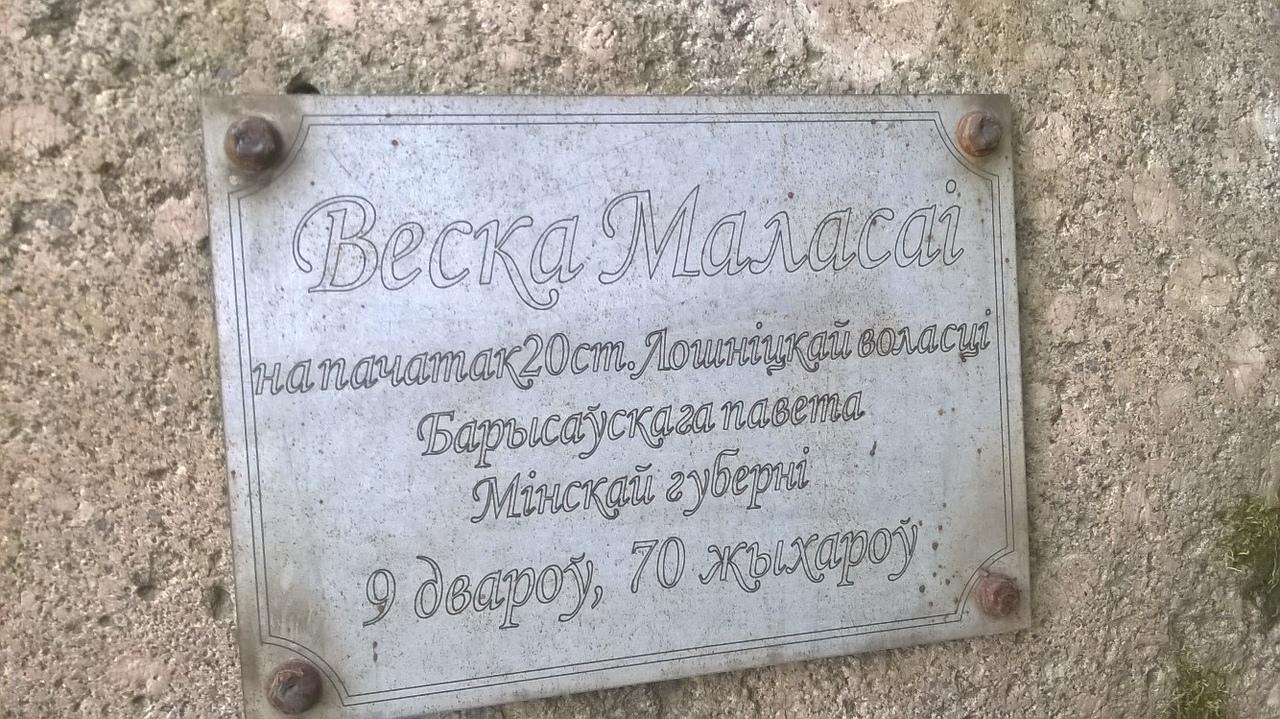 Веска Маласаі
на пачатак 20 ст. Лошніцкай воласці
Барысаўскага павета
Мінскай губерні
9 двароў, 70 жыхароў